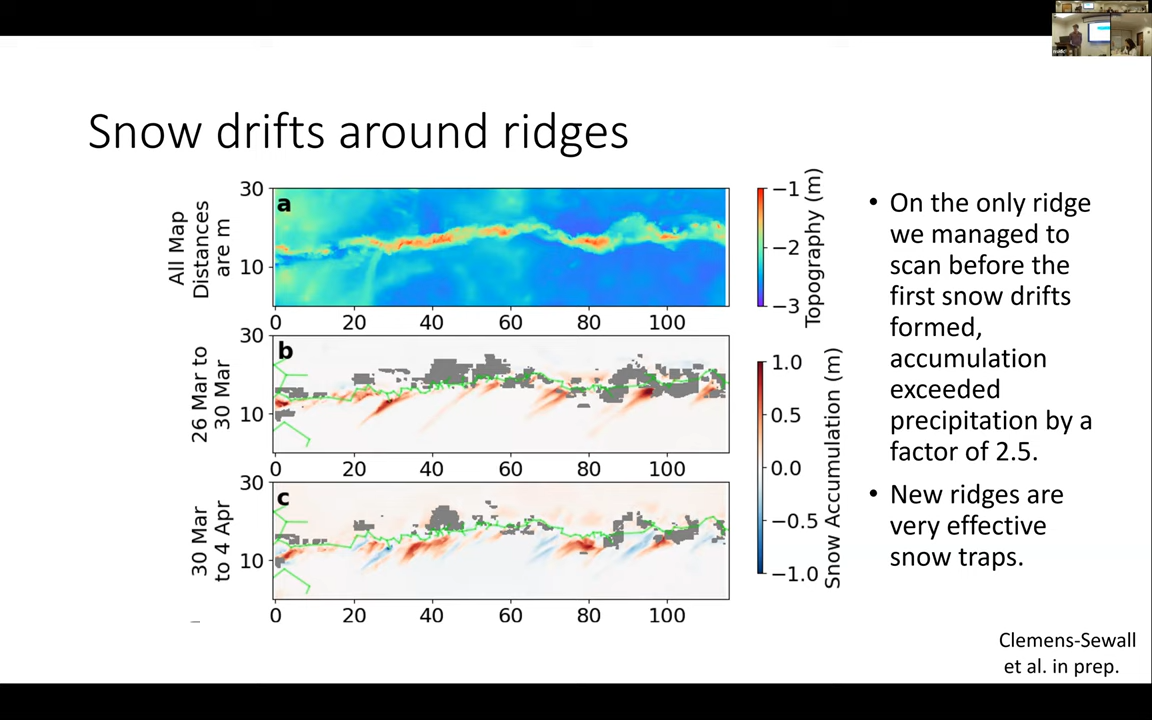 Snow drifts around ridges
All Map
Distances
are m
30
10
a
0
20
40
60
80
100
−1
−2
−3
Topography (m)
26 Mar to
30 Mar
30
10
b
0
20
40
60
80
100
30 Mar
to 4 Apr
30
10
c
0
20
40
60
80
100
1.0
0.5
0.0
−0.5
−1.0
Snow Accumulation (m)
• On the only ridge
we managed to
scan before the
first snow drifts
formed,
accumulation
exceeded
precipitation by a
factor of 2.5.
• New ridges are
very effective
snow traps.
Clemens-Sewall
et al. in prep.